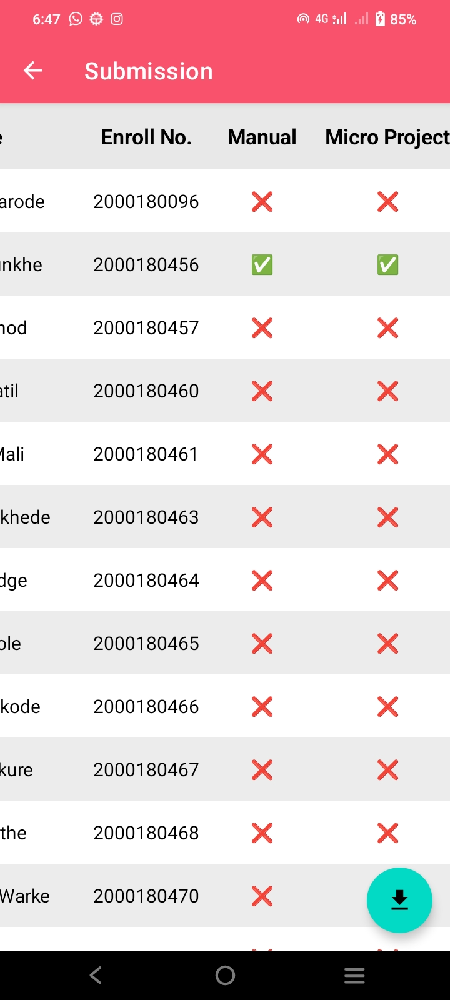 6:47 4G 85%
Submission
e Enroll No. Manual Micro Project
arode 2000180096 ❌ ❌
nkhe 2000180456 ✅ ✅
nod 2000180457 ❌ ❌
atil 2000180460 ❌ ❌
Mali 2000180461 ❌ ❌
khede 2000180463 ❌ ❌
dge 2000180464 ❌ ❌
ole 2000180465 ❌ ❌
kode 2000180466 ❌ ❌
kure 2000180467 ❌ ❌
the 2000180468 ❌ ❌
Warke 2000180470 ❌